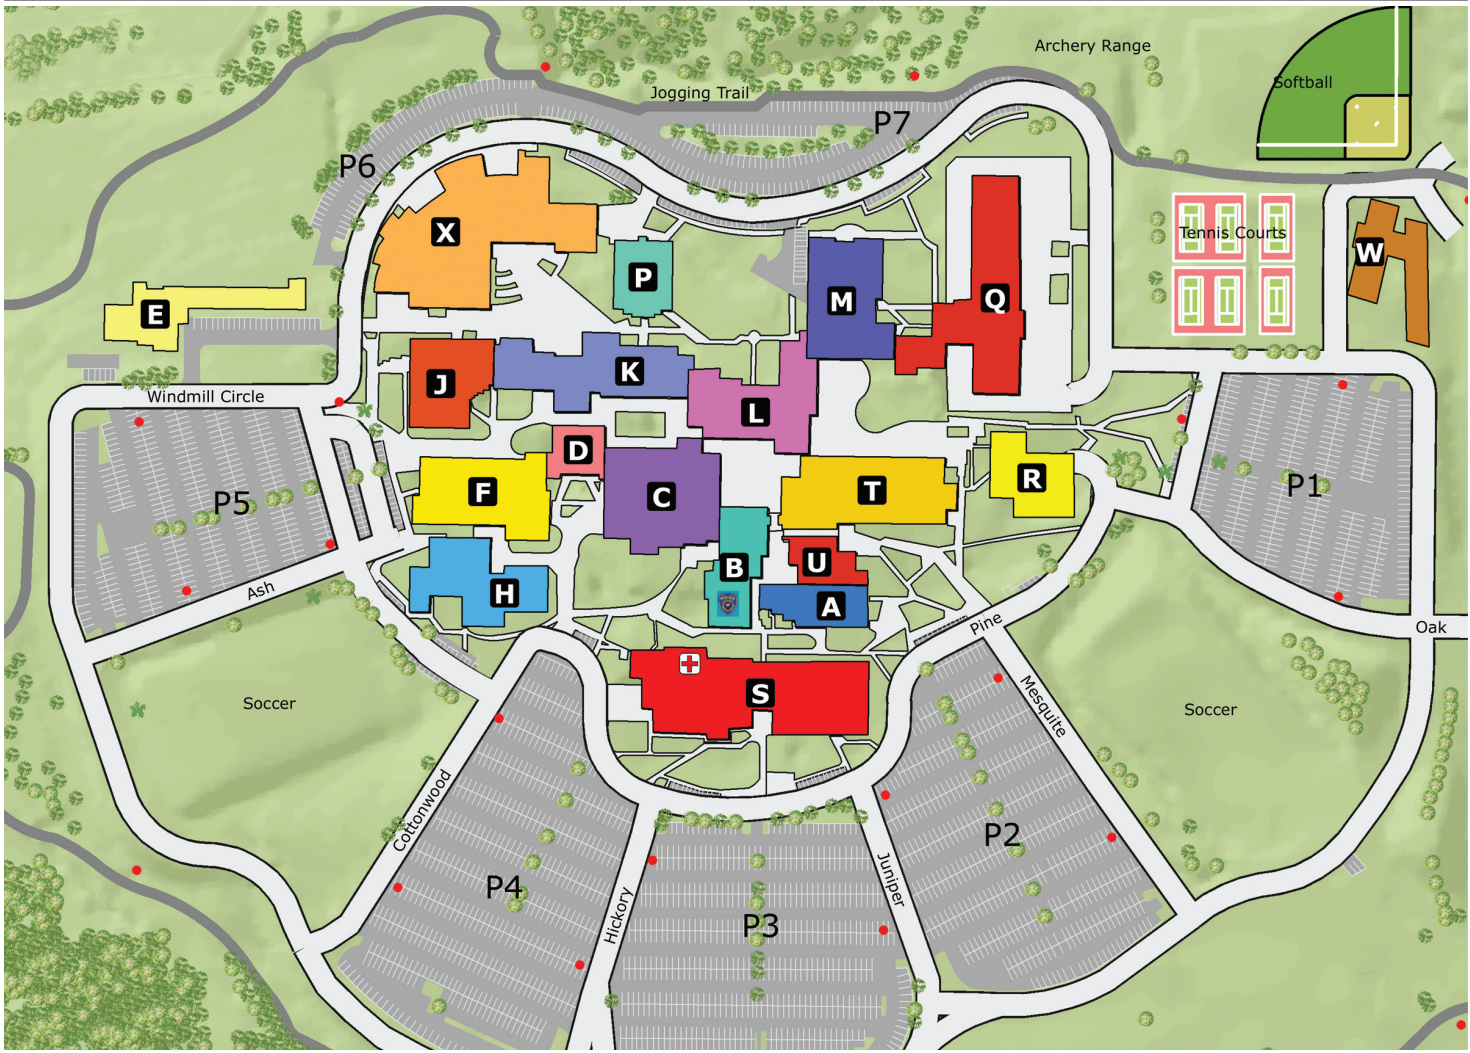 Archery Range
Softball
Jogging Trail
P7
P6
X
Tennis Courts
W
P
M
Q
E
J
K
Windmill Circle
L
D
F
C
T
R
P5
P1
B
U
H
A
Ash
Pine
Oak
S
Soccer
Mesquite
Soccer
Cottonwood
P4
Hickory
P3
Juniper
P2